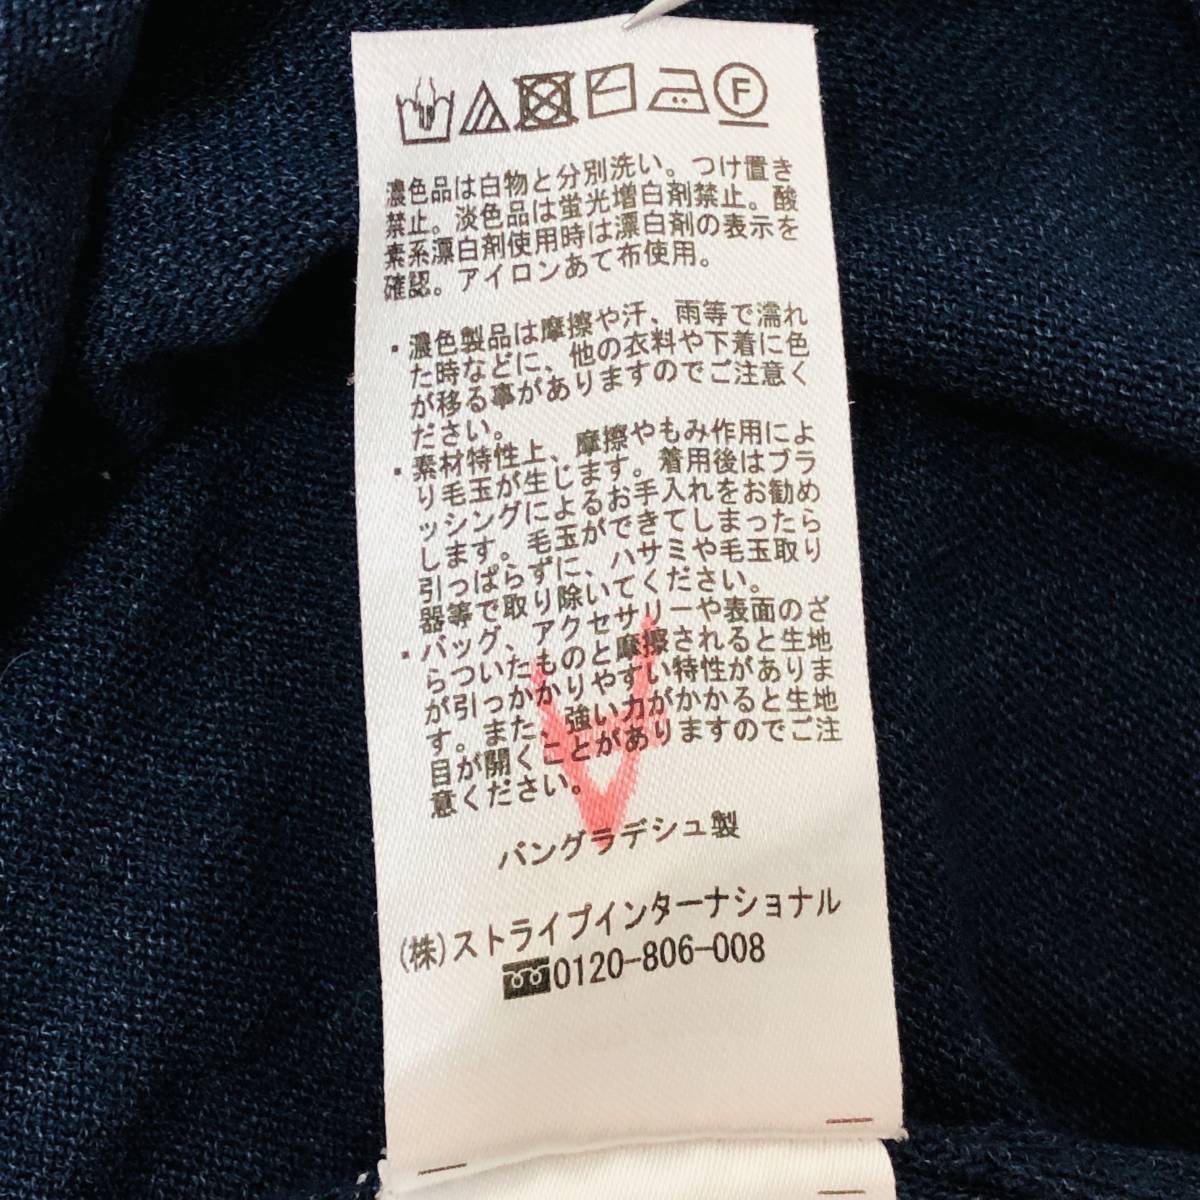 F
濃色品は白物と分別洗い。つけ置き
禁止。淡色品は蛍光増白剤禁止。酸
素系漂白剤使用時は漂白剤の表示を
確認。アイロンあて布使用。
・濃色製品は摩擦や汗、雨等で濡れ
た時などに、他の衣料や下着に色
が移る事がありますのでご注意く
ださい。
・素材特性上、摩擦やもみ作用によ
り毛玉が生じます。着用後はブラ
ッシングによるお手入れをお勧め
します。毛玉ができてしまったら
引っぱらずに、ハサミや毛玉取り
器等で取り除いてください。
・バッグ、アクセサリーや表面のざ
らついたものと摩擦されると生地
が引っかかりやすい特性がありま
す。また、強い力がかかると生地
目が開くことがありますのでご注
意ください。
バングラデシュ製
(株)ストライプインターナショナル
0120-806-008